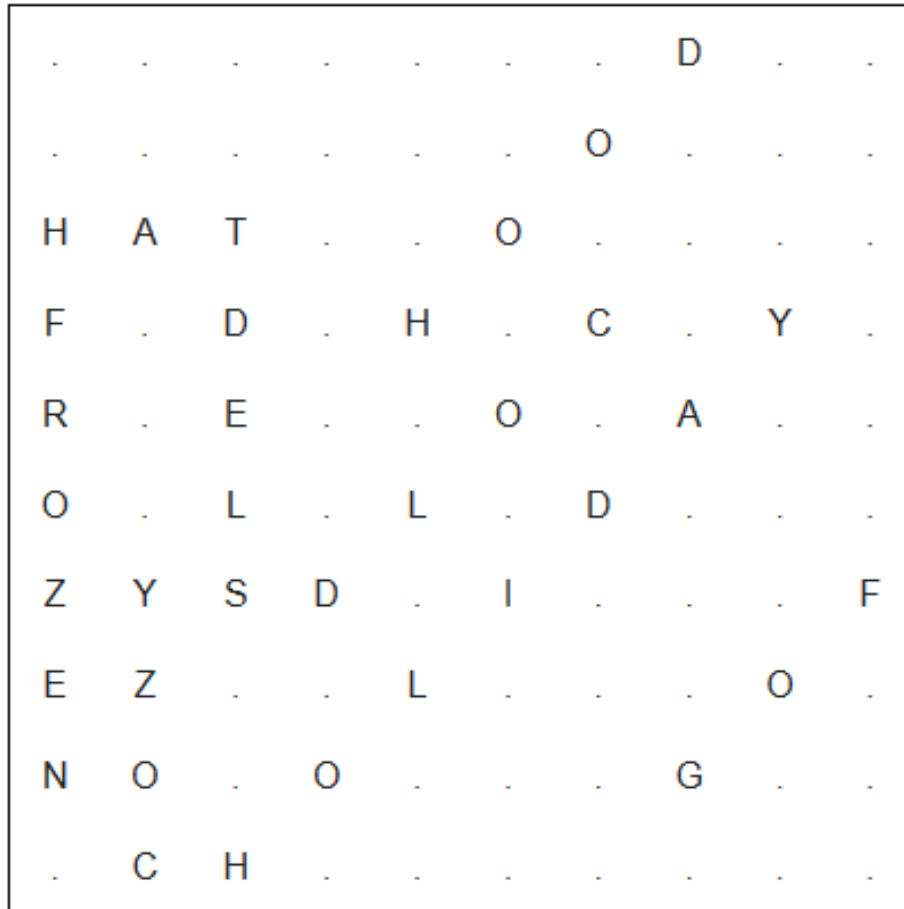 . . . . . . . D . .
. . . . . . O . . .
H A T . . O . . . .
F . D . H . C . Y .
R . E . . O . A . .
O . L . L . D . . .
Z Y S D . I . . . F
E Z . . L . . . O .
N O . O . . . G . .
. C H . . . . . . .